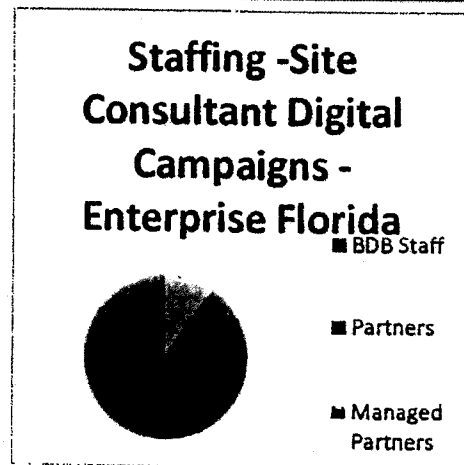 Staffing -Site
Consultant Digital
Campaigns -
Enterprise Florida
BDB Staff
Partners
Managed
Partners